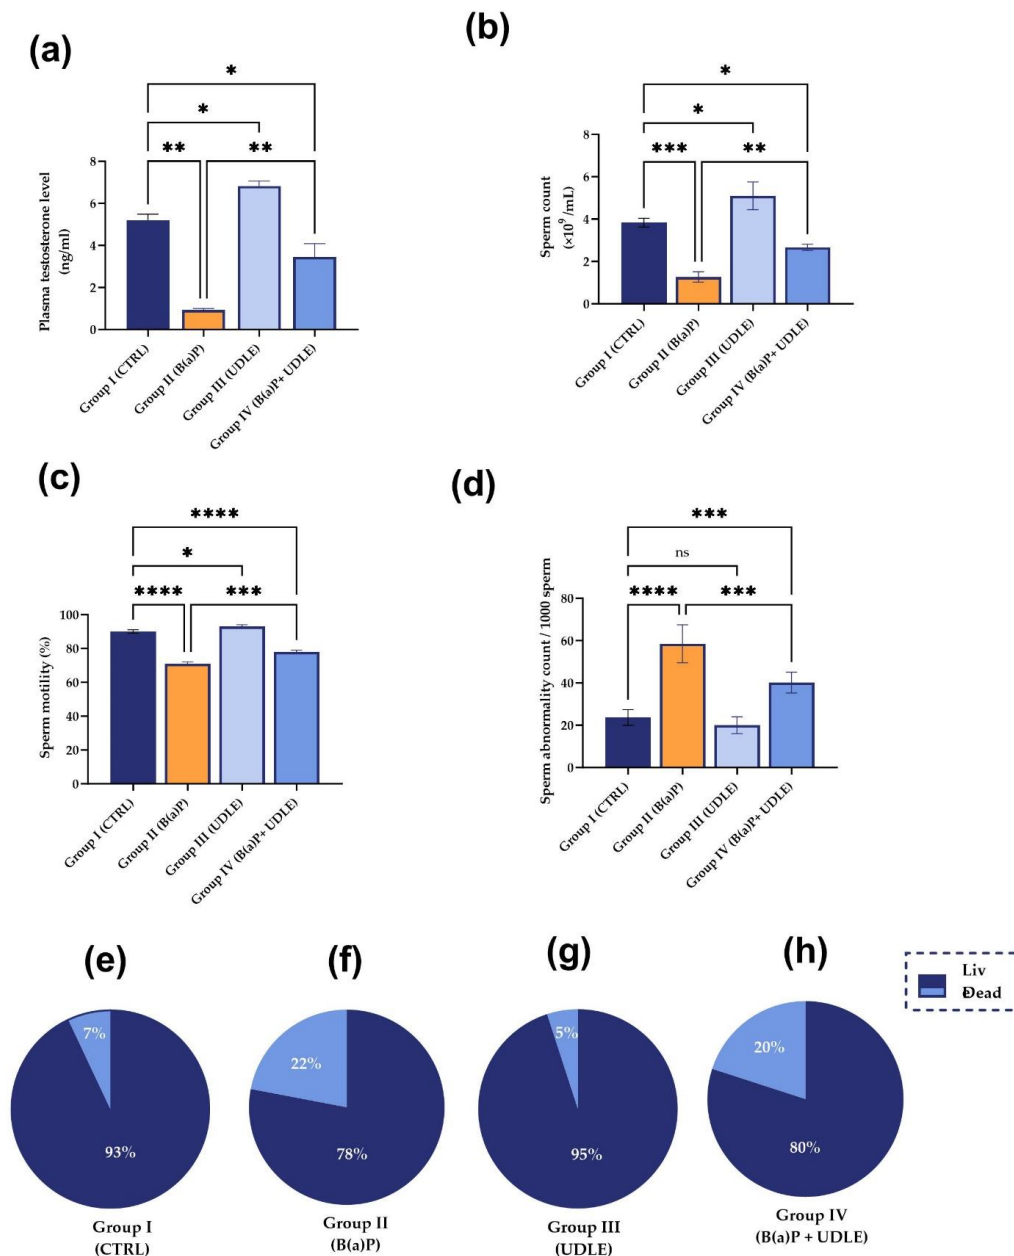 (a)
*
*
** **
Plasma testosterone level
(ng/ml)
8
6
4
2
0
Group I (CTRL)
Group II (B(a)P)
Group III (UDLE)
Group IV (B(a)P+ UDLE)
(b)
*
*
*** **
Sperm count
(×10⁹ /mL)
8
6
4
2
0
Group I (CTRL)
Group II (B(a)P)
Group III (UDLE)
Group IV (B(a)P+ UDLE)
(c)
****
*
**** ***
Sperm motility (%)
100
80
60
40
20
0
Group I (CTRL)
Group II (B(a)P)
Group III (UDLE)
Group IV (B(a)P+ UDLE)
(d)
***
ns
**** ***
Sperm abnormality count / 1000 sperm
80
60
40
20
0
Group I (CTRL)
Group II (B(a)P)
Group III (UDLE)
Group IV (B(a)P+ UDLE)
(e)
7%
93%
Group I
(CTRL)
(f)
22%
78%
Group II
(B(a)P)
(g)
5%
95%
Group III
(UDLE)
(h)
20%
80%
Group IV
(B(a)P + UDLE)
Liv
e
Dead